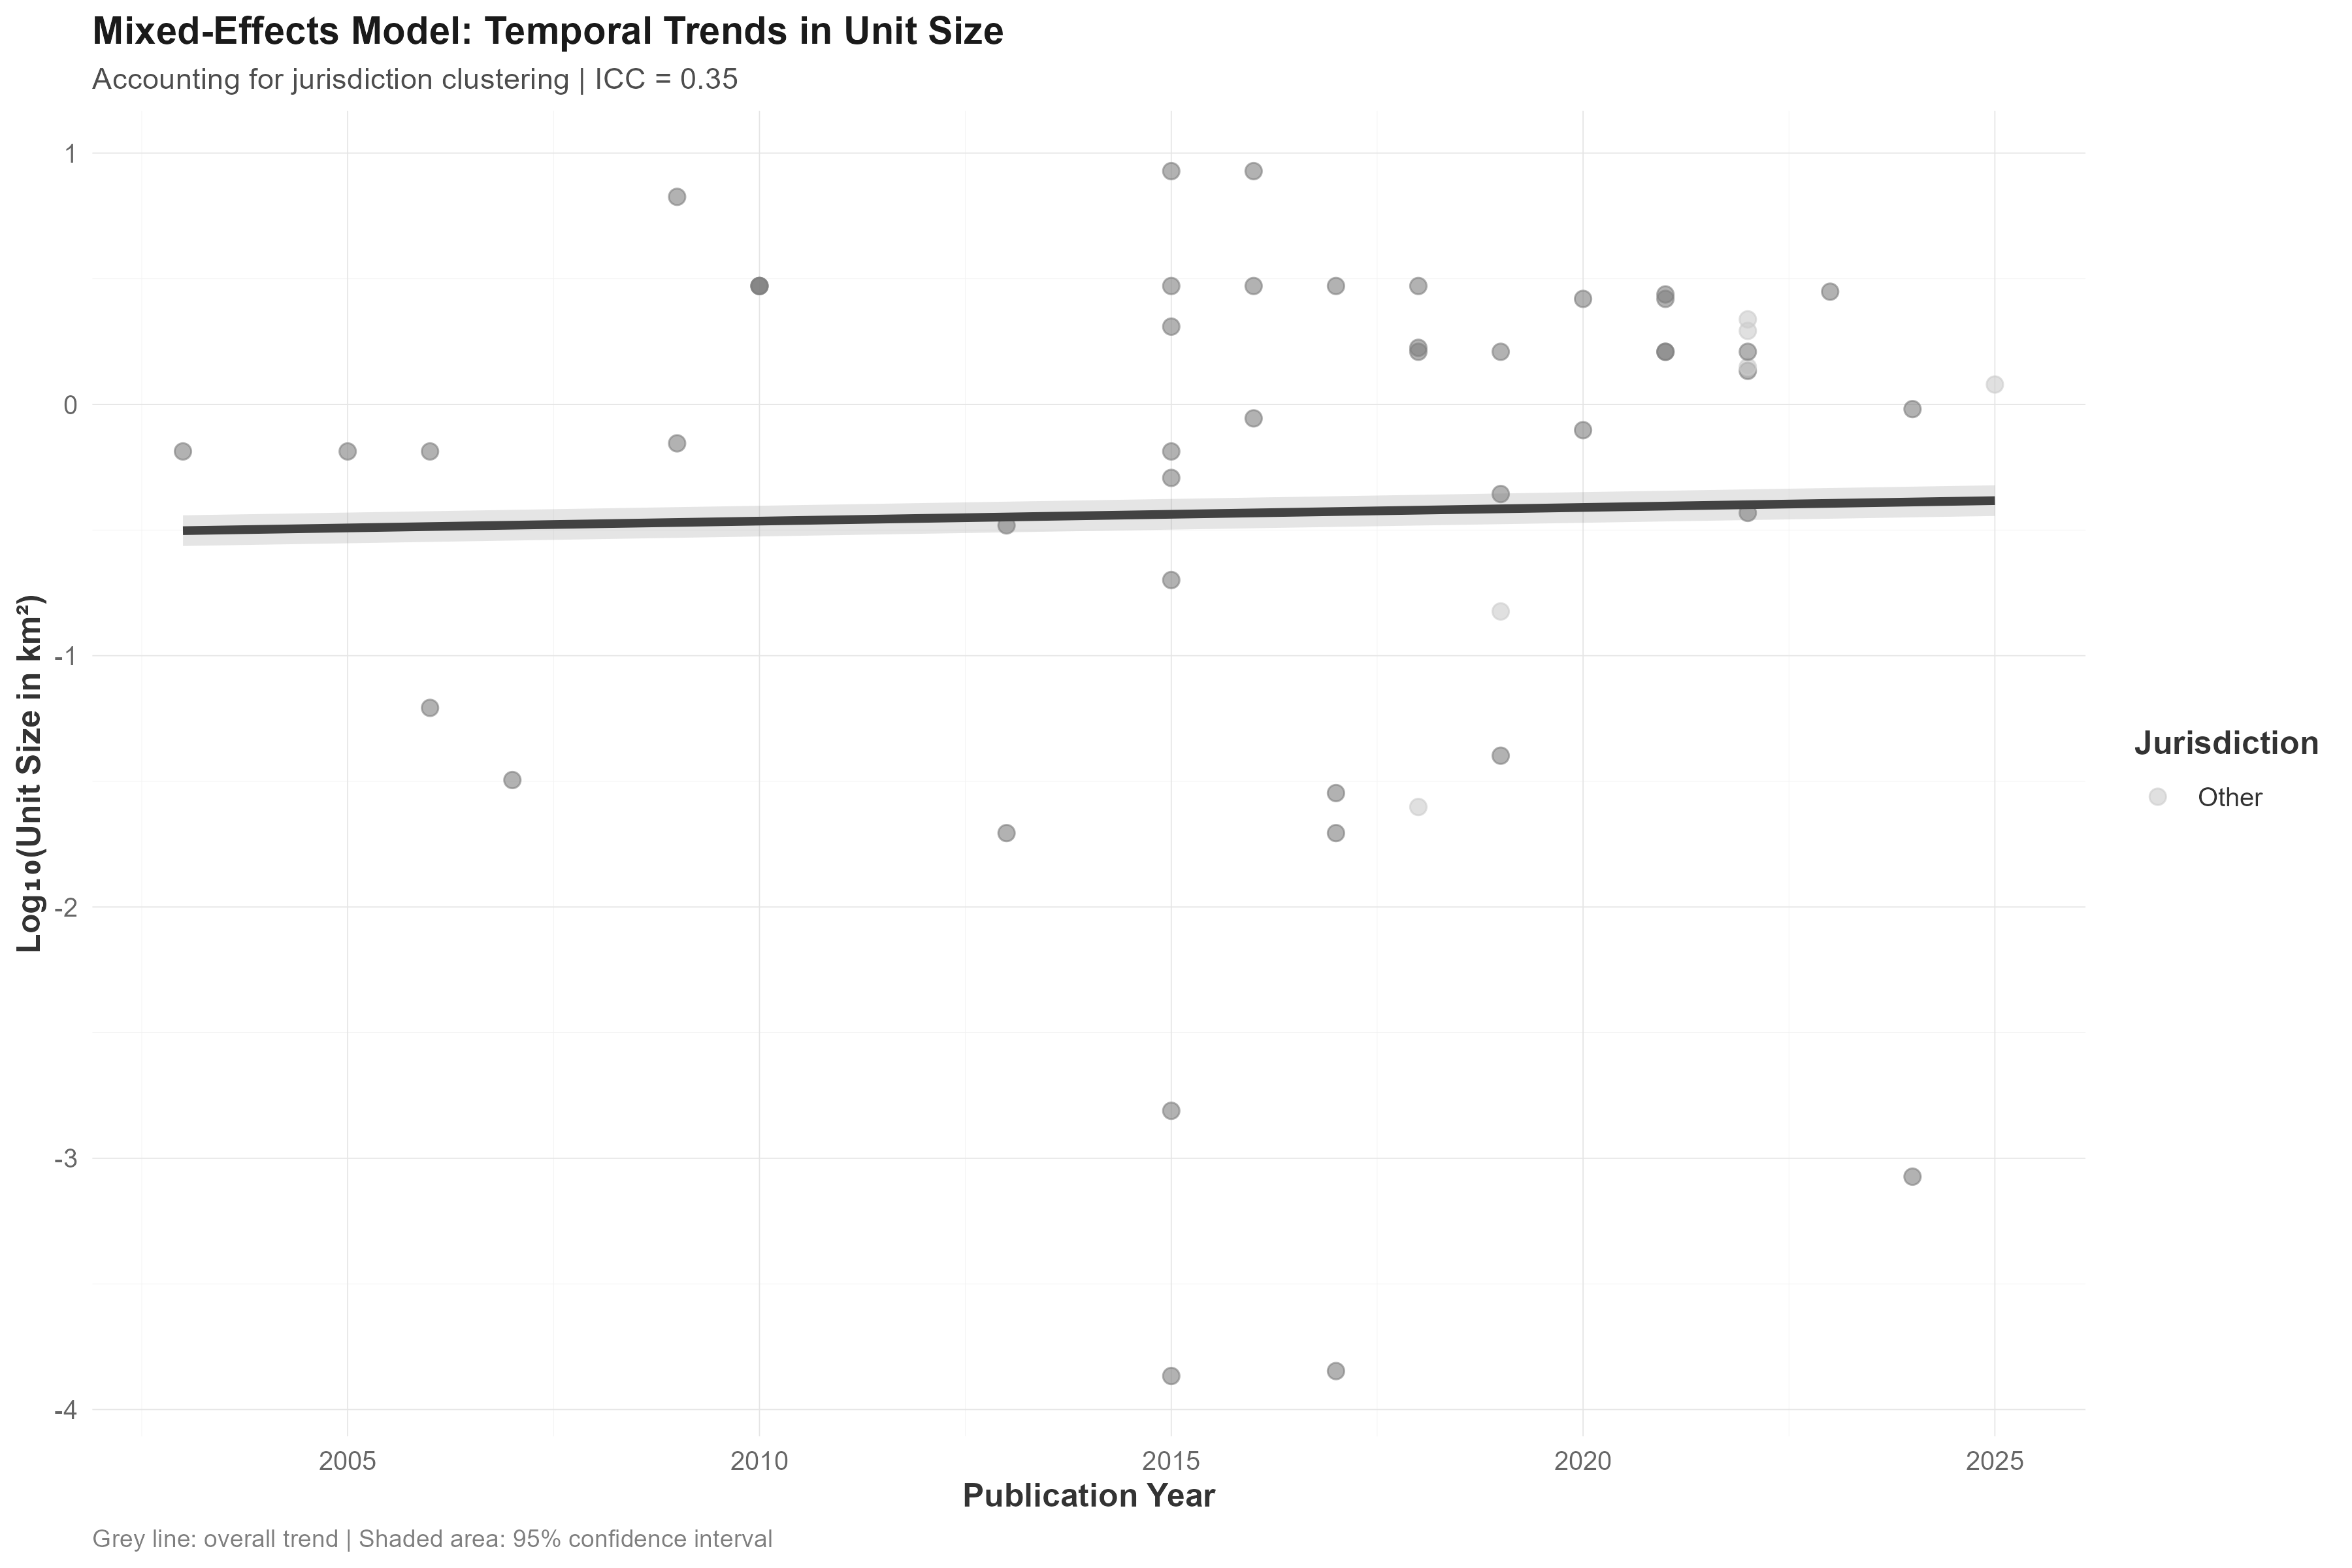 Mixed-Effects Model: Temporal Trends in Unit Size
Accounting for jurisdiction clustering | ICC = 0.35
Log₁₀(Unit Size in km²)
1
0
-1
-2
-3
-4
2005
2010
2015
2020
2025
Publication Year
Jurisdiction
Other
Grey line: overall trend | Shaded area: 95% confidence interval